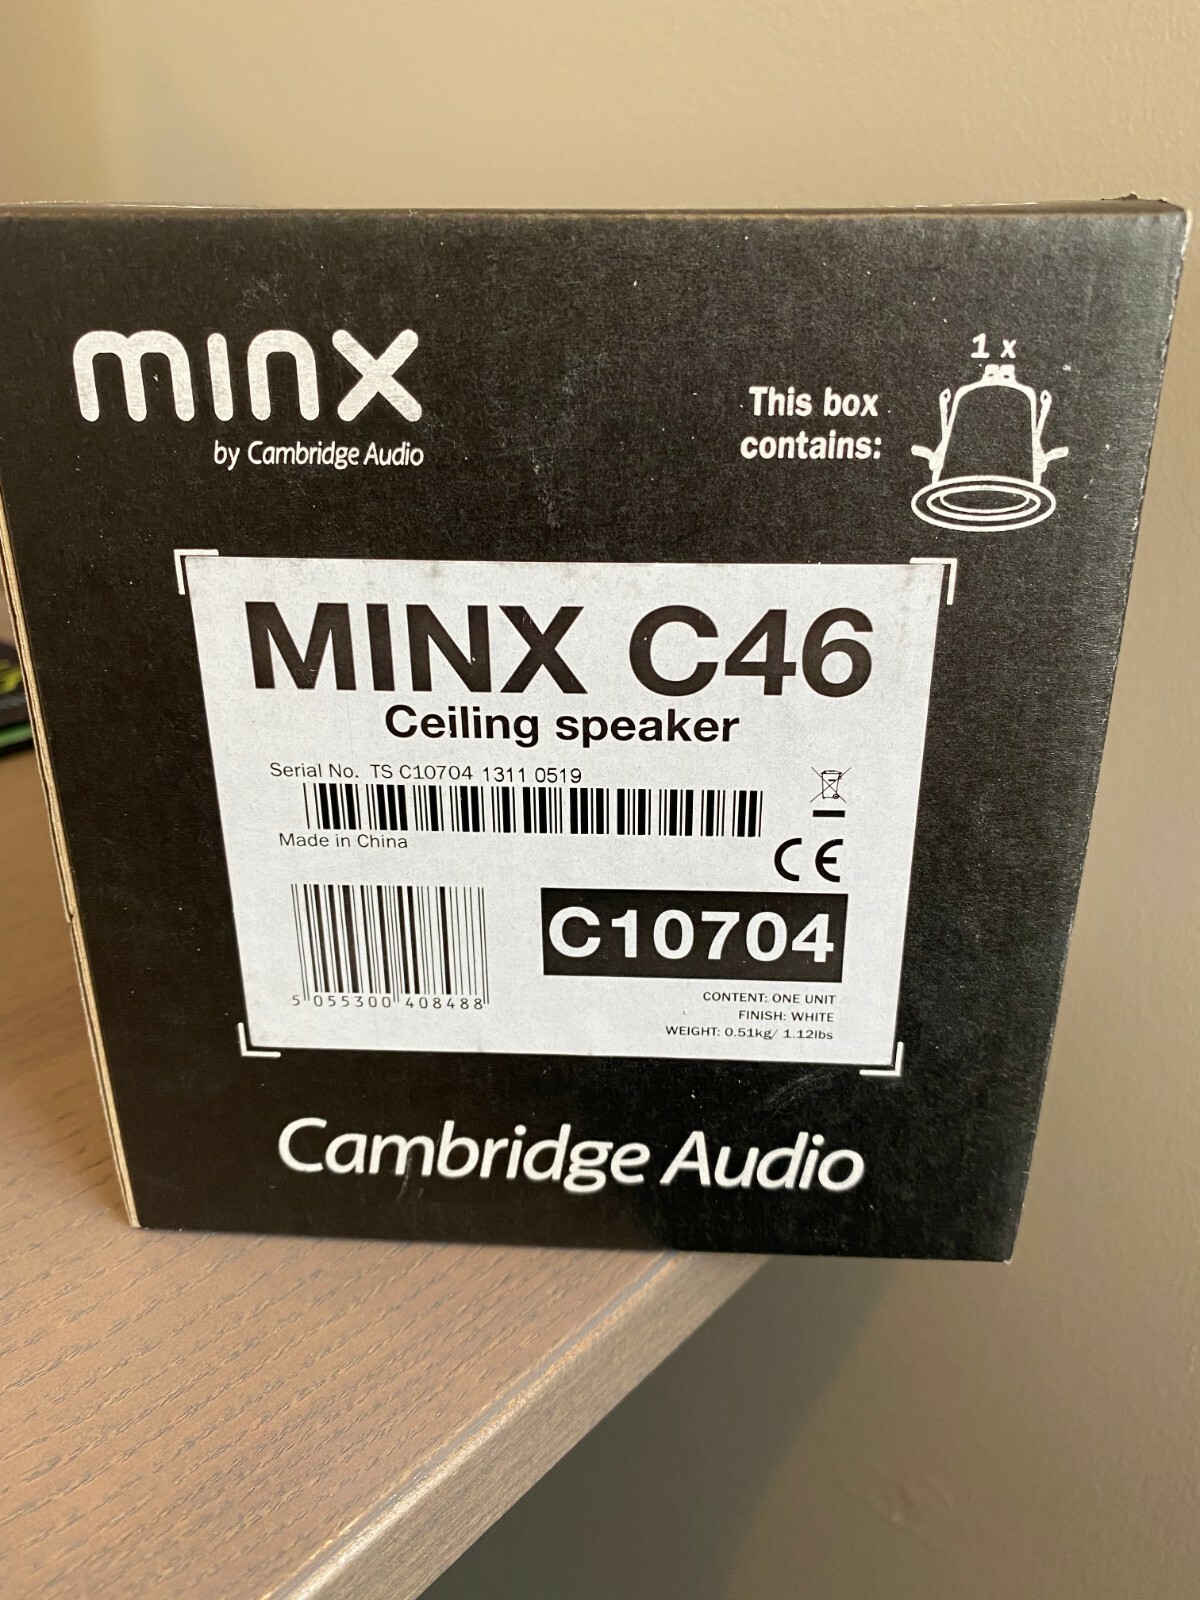 minx
by Cambridge Audio
1 x
This box
contains:
MINX C46
Ceiling speaker
Serial No. TS C10704 1311 0519
Made in China
CE
C10704
5 055300 408488
CONTENT: ONE UNIT
FINISH: WHITE
WEIGHT: 0.51kg/ 1.12lbs
Cambridge Audio